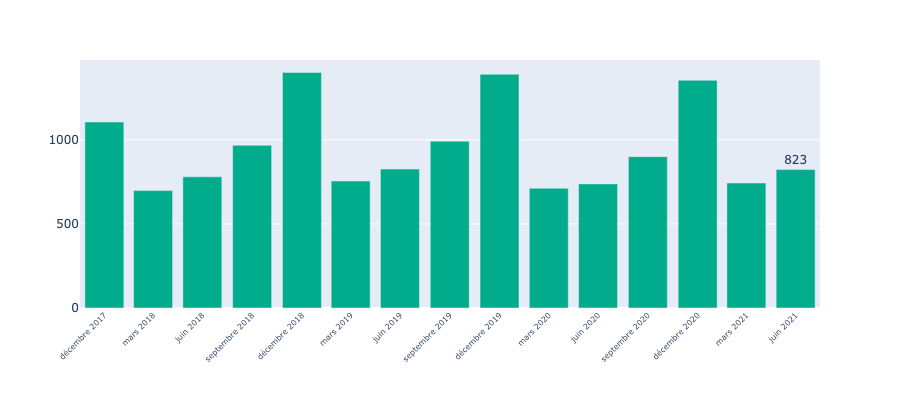 1000
500
0
823
décembre 2017
mars 2018
juin 2018
septembre 2018
décembre 2018
mars 2019
juin 2019
septembre 2019
décembre 2019
mars 2020
juin 2020
septembre 2020
décembre 2020
mars 2021
juin 2021